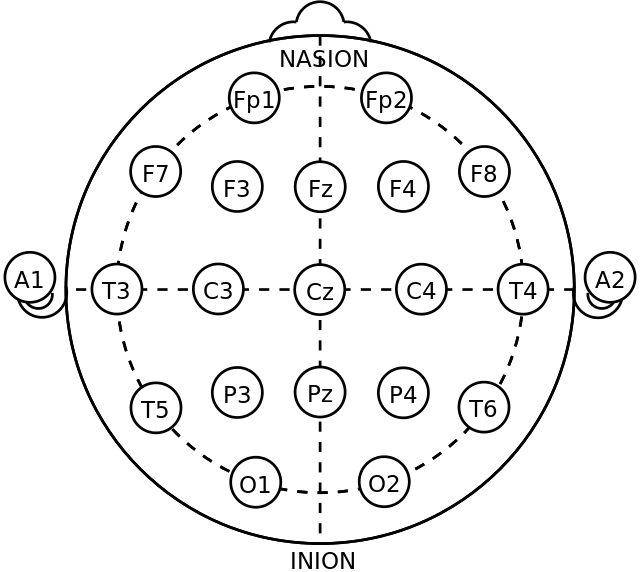 NASION
Fp1 Fp2
F7 F3 Fz F4 F8
A1 T3 C3 Cz C4 T4 A2
T5 P3 Pz P4 T6
O1 O2
INION